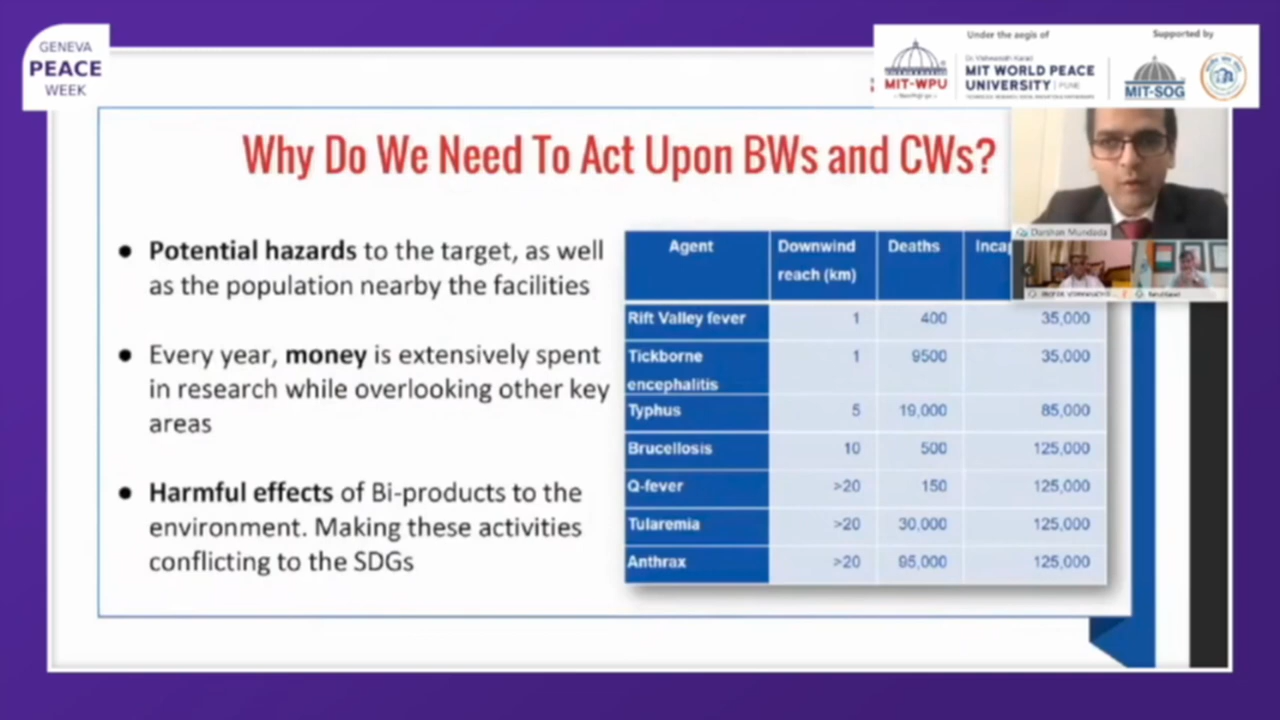 GENEVA
PEACE
WEEK
Under the aegis of
Supported by
MIT-WPU
Dr. Vishwanath Karad
MIT WORLD PEACE
UNIVERSITY | PUNE
MIT-SOG
Why Do We Need To Act Upon BWs and CWs?
Darshan Mundada
● Potential hazards to the target, as well
as the population nearby the facilities
● Every year, money is extensively spent
in research while overlooking other key
areas
● Harmful effects of Bi-products to the
environment. Making these activities
conflicting to the SDGs
Agent Downwind reach (km) Deaths Incap
Rift Valley fever 1 400 35,000
Tickborne encephalitis 1 9500 35,000
Typhus 5 19,000 85,000
Brucellosis 10 500 125,000
Q-fever >20 150 125,000
Tularemia >20 30,000 125,000
Anthrax >20 95,000 125,000